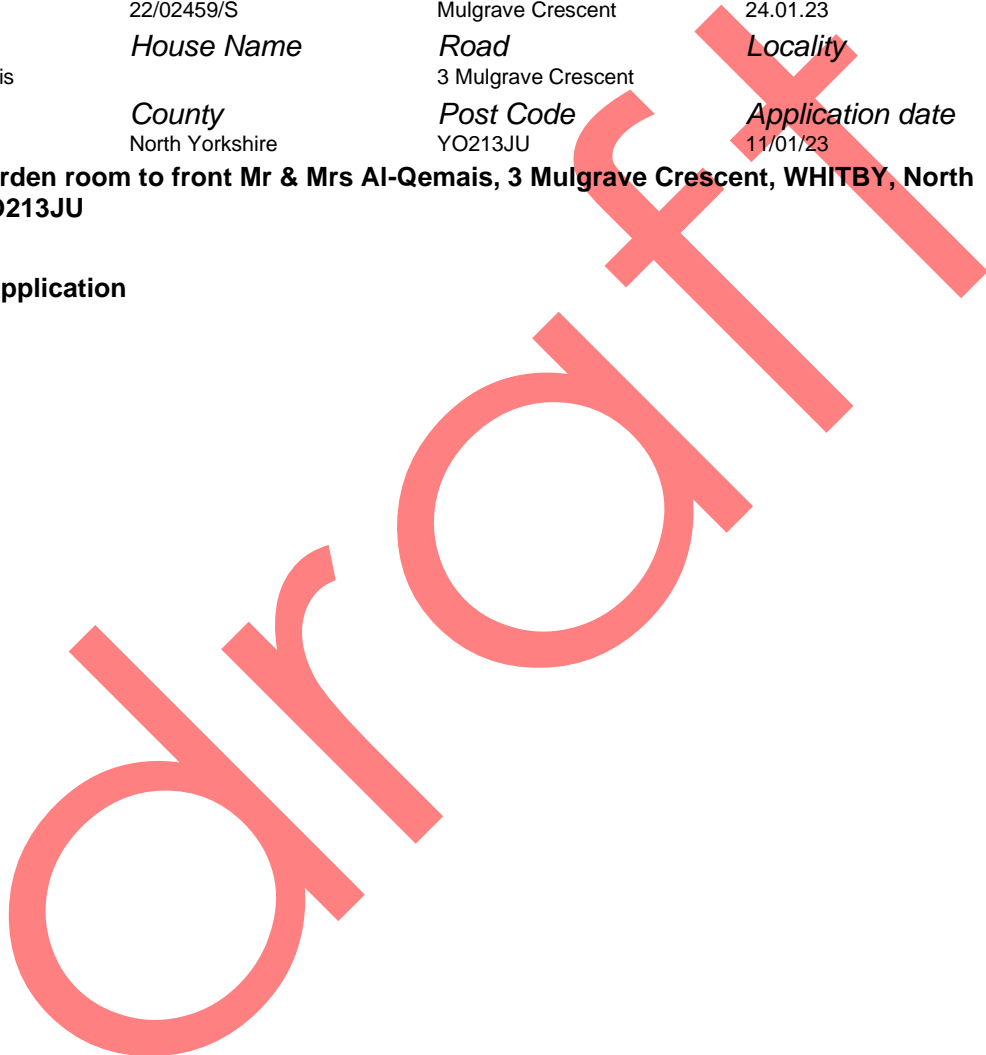 22/02459/S Mulgrave Crescent 24.01.23
House Name Road Locality
is 3 Mulgrave Crescent
County Post Code Application date
North Yorkshire YO213JU 11/01/23
rden room to front Mr & Mrs Al-Qemais, 3 Mulgrave Crescent, WHITBY, North
O213JU
pplication
draft